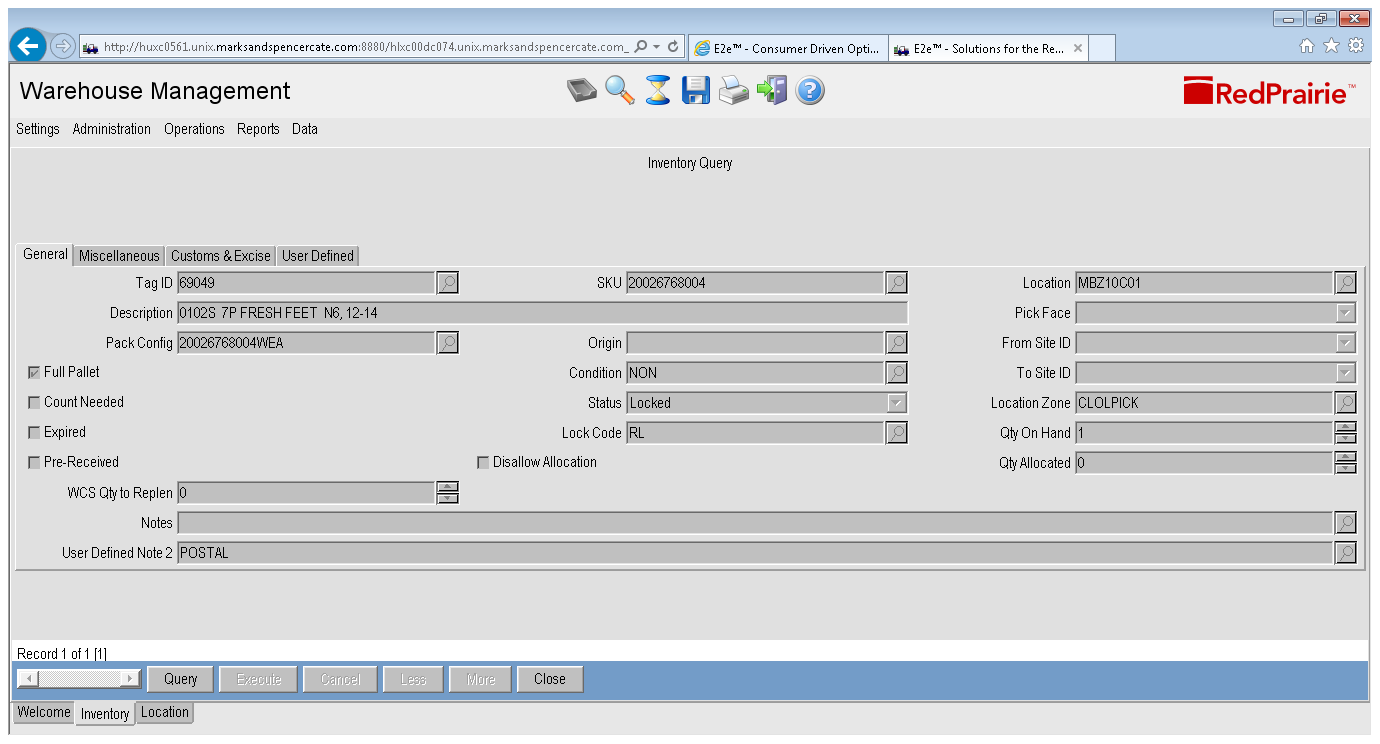 http://huxc0561.unix.marksandspencercate.com:8880/hlxc00dc074.unix.marksandspencercate.com_
E2e™ - Consumer Driven Opti...
E2e™ - Solutions for the Re...
Warehouse Management
RedPrairie™
Settings Administration Operations Reports Data
Inventory Query
General Miscellaneous Customs & Excise User Defined
Tag ID 69049 SKU 20026768004 Location MBZ10C01
Description 0102S 7P FRESH FEET N6, 12-14 Pick Face
Pack Config 20026768004WEA Origin From Site ID
Full Pallet Condition NON To Site ID
Count Needed Status Locked Location Zone CLOLPICK
Expired Lock Code RL Qty On Hand 1
Pre-Received Disallow Allocation Qty Allocated 0
WCS Qty to Replen 0
Notes
User Defined Note 2 POSTAL
Record 1 of 1 [1]
Query Execute Cancel Less More Close
Welcome Inventory Location